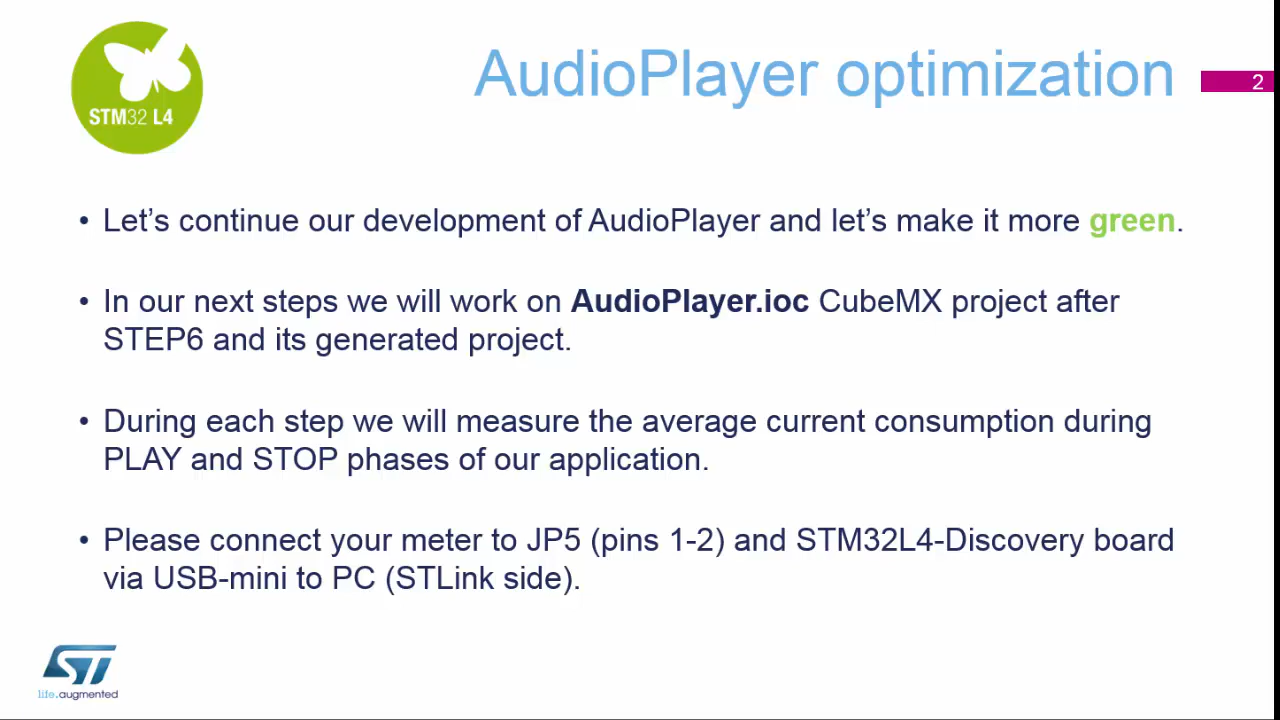 STM32 L4
AudioPlayer optimization
2
• Let's continue our development of AudioPlayer and let's make it more green.
• In our next steps we will work on AudioPlayer.ioc CubeMX project after
STEP6 and its generated project.
• During each step we will measure the average current consumption during
PLAY and STOP phases of our application.
• Please connect your meter to JP5 (pins 1-2) and STM32L4-Discovery board
via USB-mini to PC (STLink side).
ST
life.augmented